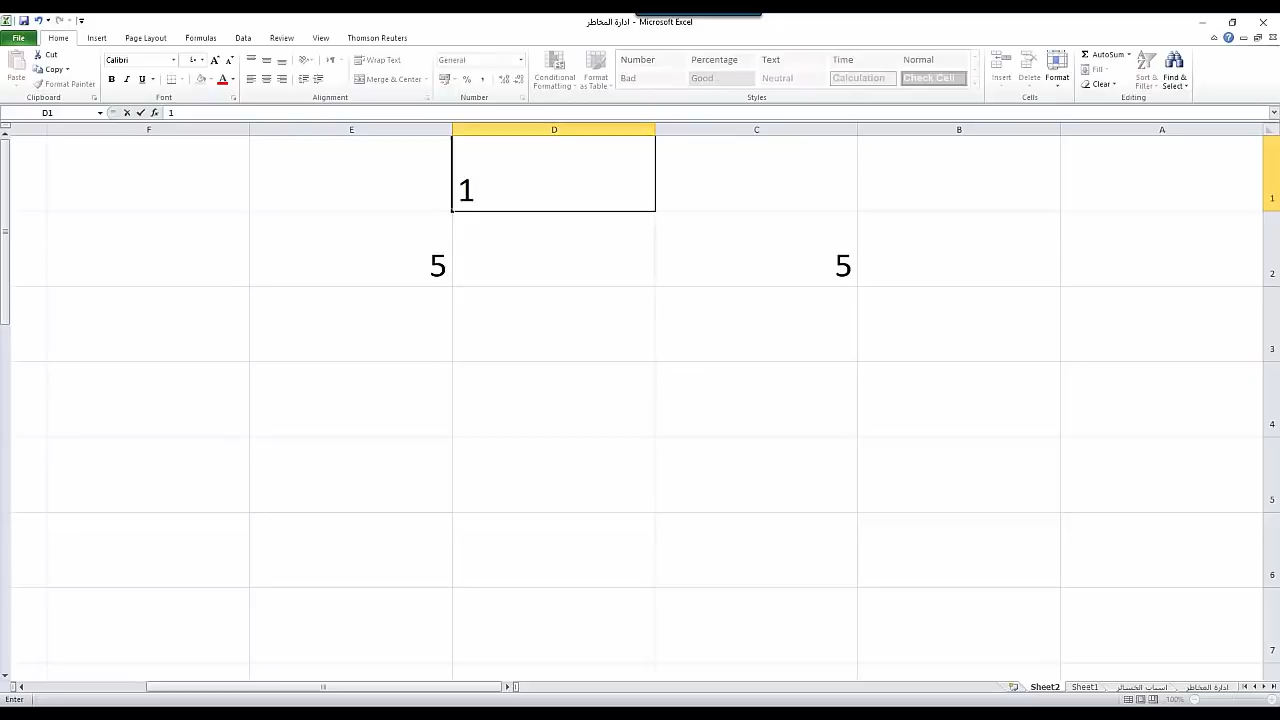 ادارة المخاطر - Microsoft Excel
File Home Insert Page Layout Formulas Data Review View Thomson Reuters
Cut
Copy
Format Painter
Paste
Clipboard
Calibri
B I U
Font
Wrap Text
Merge & Center
Alignment
General
Number
Conditional Formatting
Format as Table
Number Percentage Text Time Normal
Bad Good Neutral Calculation Check Cell
Styles
Insert Delete Format
Cells
AutoSum
Fill
Clear
Sort & Filter
Find & Select
Editing
D1 fx 1
F E D C B A
1 1
5 5 2
3
4
5
6
7
Sheet2 Sheet1 اسباب الخسائر ادارة المخاطر
Enter 100%